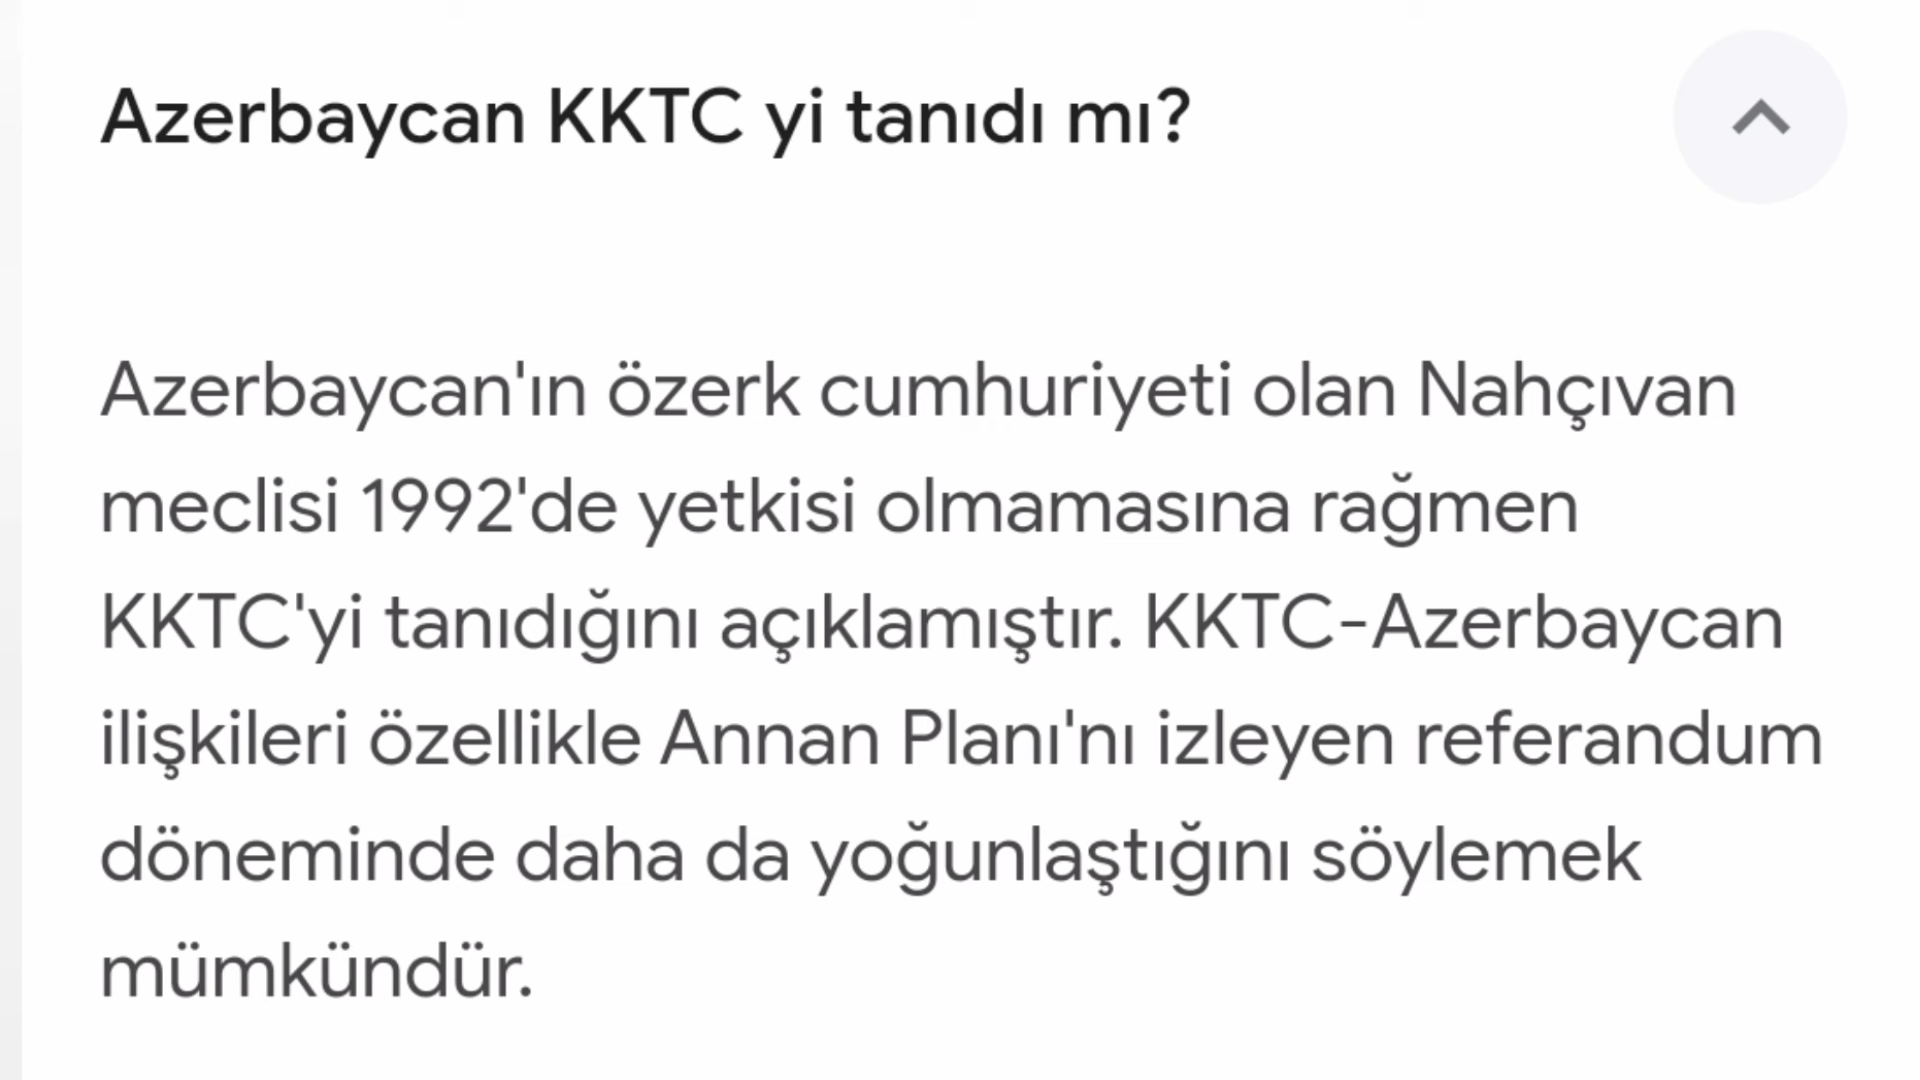 Azerbaycan KKTC yi tanıdı mı?
Azerbaycan'ın özerk cumhuriyeti olan Nahçıvan
meclisi 1992'de yetkisi olmamasına rağmen
KKTC'yi tanıdığını açıklamıştır. KKTC-Azerbaycan
ilişkileri özellikle Annan Planı'nı izleyen referandum
döneminde daha da yoğunlaştığını söylemek
mümkündür.